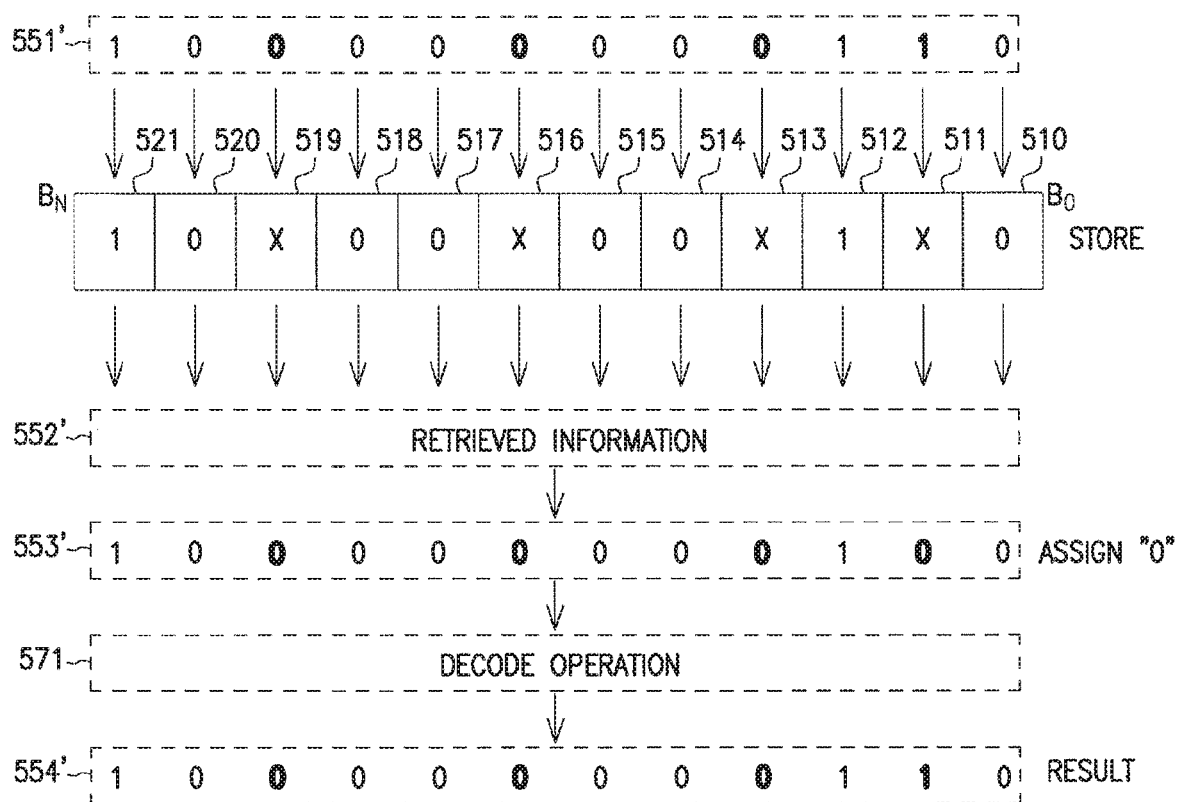 551' 1 0 0 0 0 0 0 0 0 1 1 0
521 520 519 518 517 516 515 514 513 512 511 510
B_N B_0
1 0 X 0 0 X 0 0 X 1 X 0 STORE
552' RETRIEVED INFORMATION
553' 1 0 0 0 0 0 0 0 0 1 0 0 ASSIGN "0"
571 DECODE OPERATION
554' 1 0 0 0 0 0 0 0 0 1 1 0 RESULT